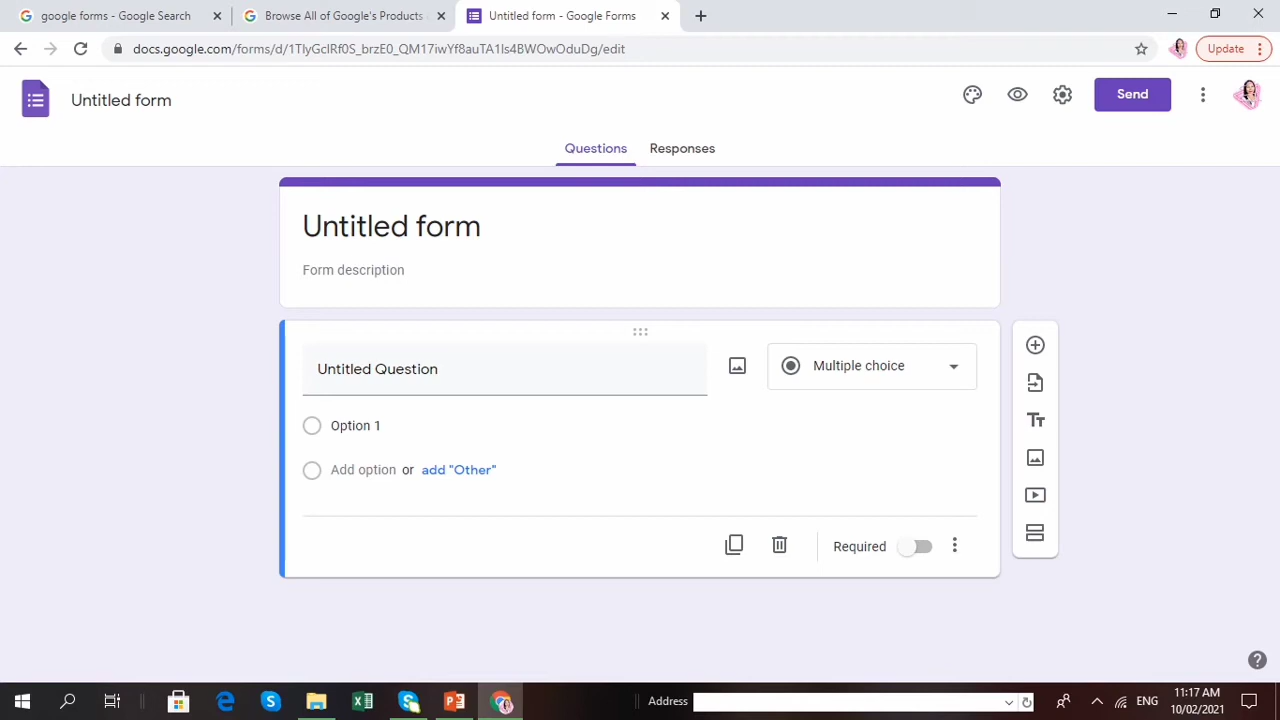 google forms - Google Search
Browse All of Google's Products
Untitled form - Google Forms
docs.google.com/forms/d/1TlyGclRf0S_brzE0_QM17iwYf8auTA1ls4BWOwOduDg/edit
Update
Untitled form
Send
Questions
Responses
Untitled form
Form description
Untitled Question
Multiple choice
Option 1
Add option or add "Other"
Required
Address
ENG
11:17 AM
10/02/2021